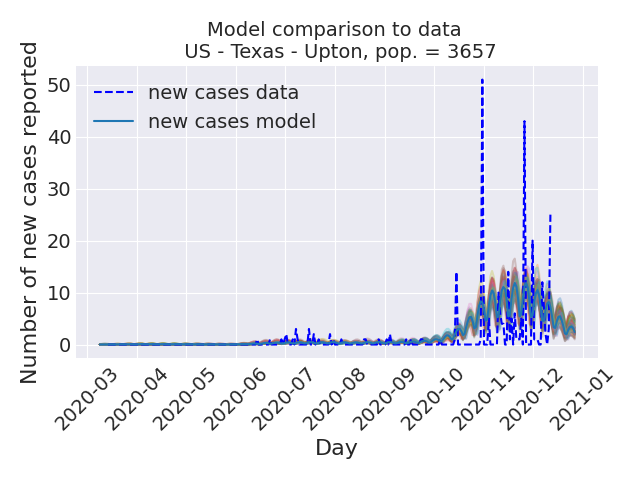 Model comparison to data
US - Texas - Upton, pop. = 3657
Number of new cases reported
50
40
30
20
10
0
new cases data
new cases model
2020-03
2020-04
2020-05
2020-06
2020-07
2020-08
2020-09
2020-10
2020-11
2020-12
2021-01
Day